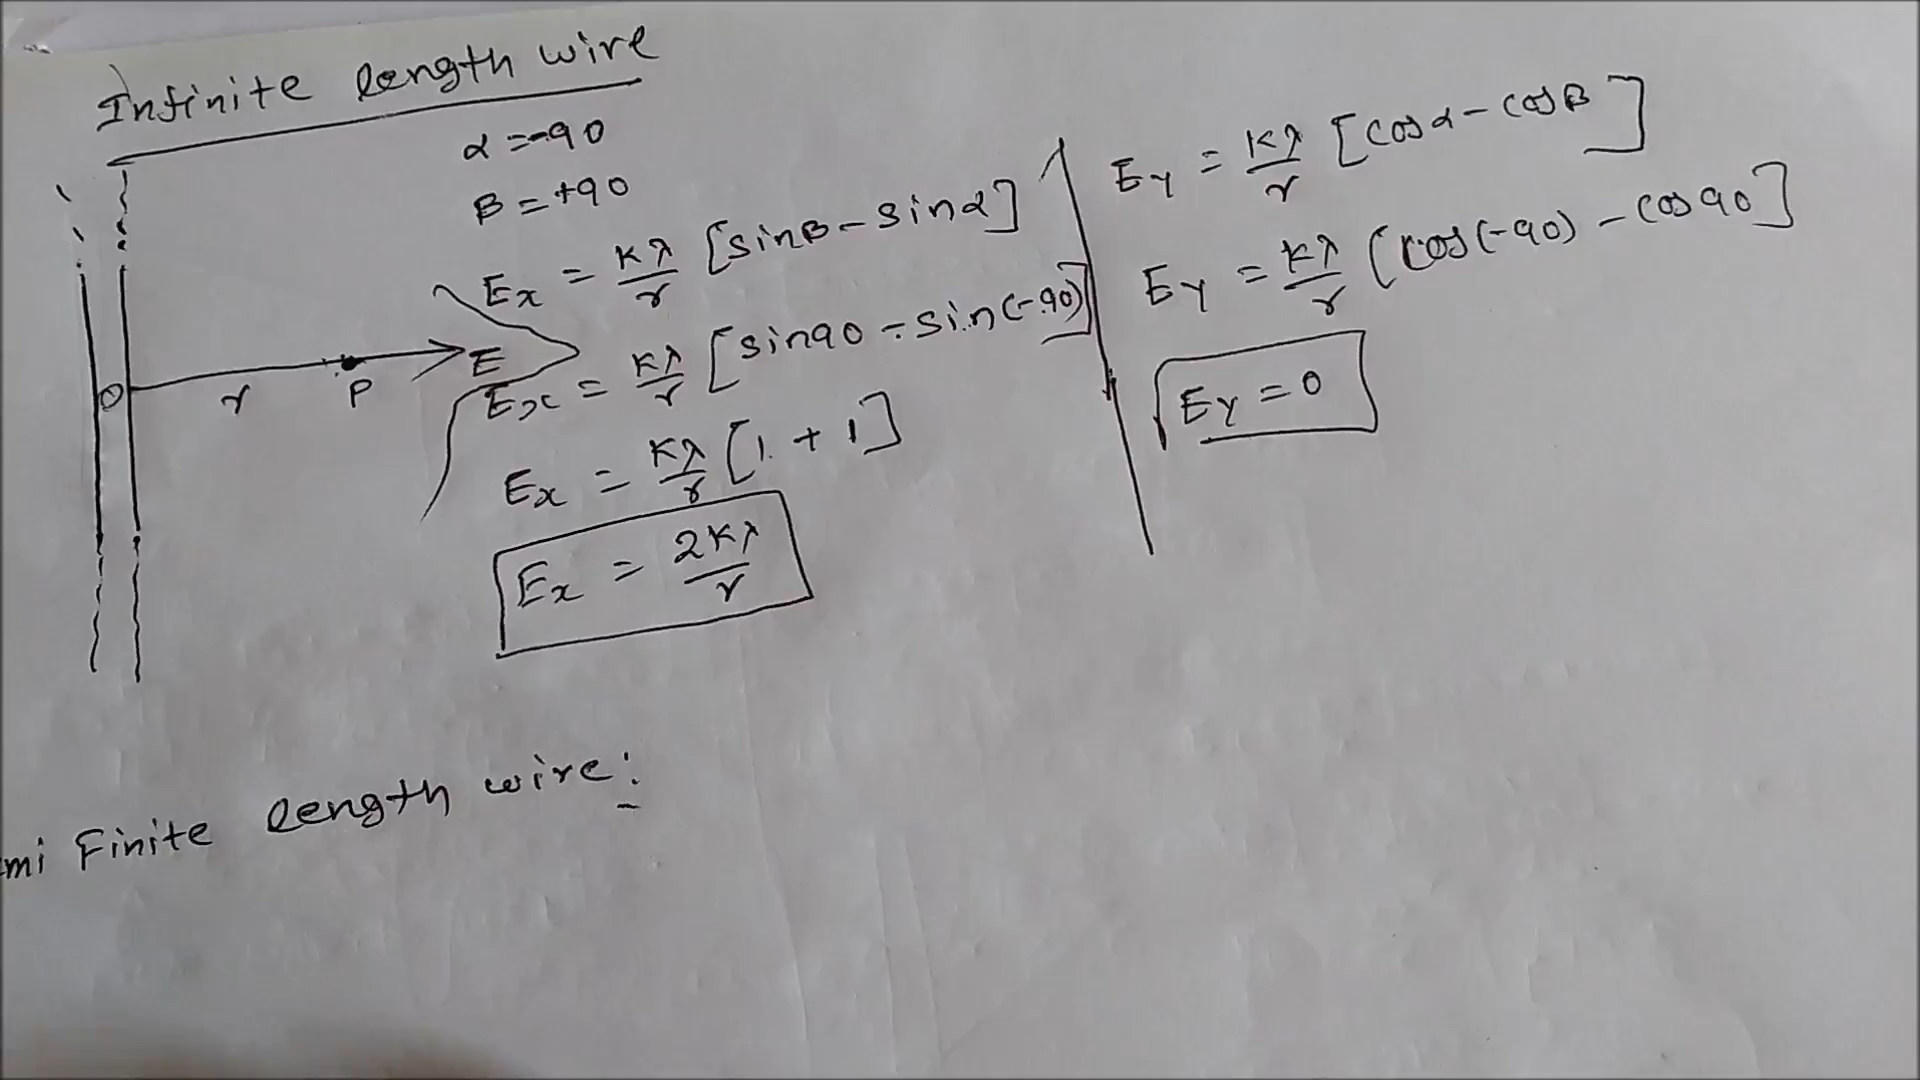 Infinite length wire
α = -90
β = +90
Ex = Kλ/r [sinβ - sinα]
O r P E
Ex = Kλ/r [sin90 - sin(-90)]
Ex = Kλ/r [1 + 1]
Ex = 2Kλ/r
Ey = Kλ/r [cosα - cosβ]
Ey = Kλ/r (cos(-90) - cos90]
Ey = 0
mi Finite length wire: